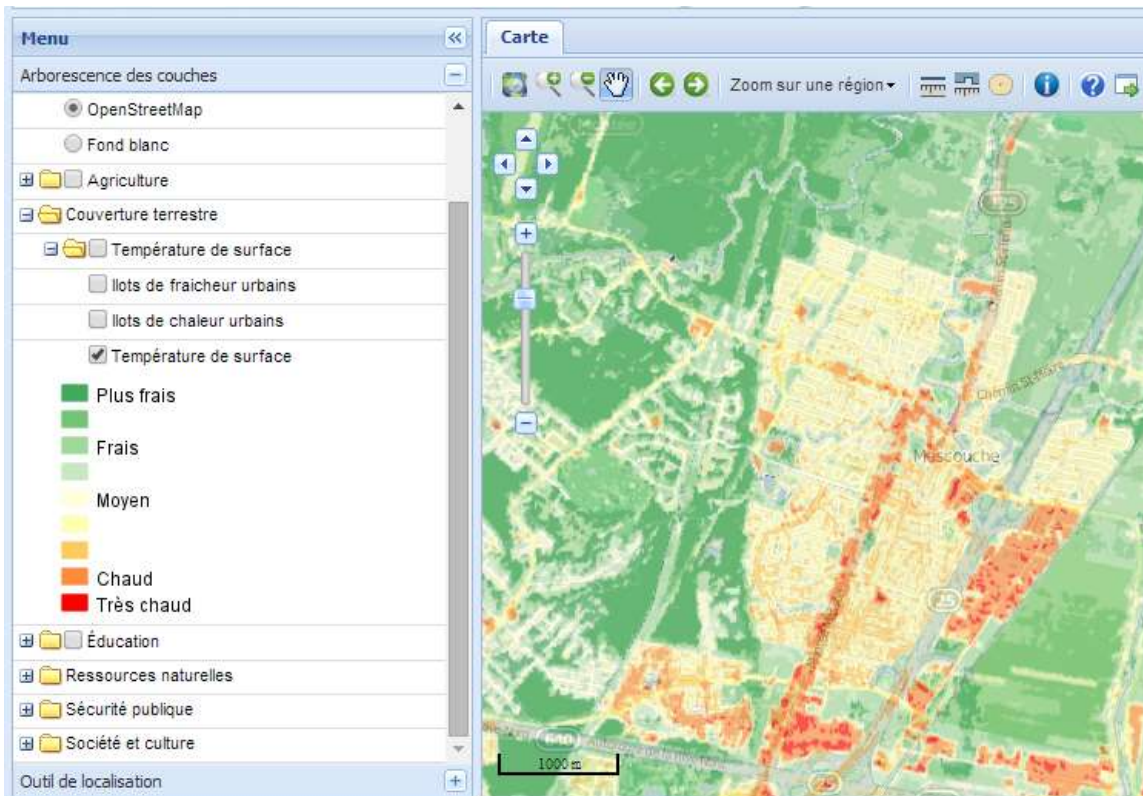 Menu
Arborescence des couches
OpenStreetMap
Fond blanc
Agriculture
Couverture terrestre
Température de surface
Ilots de fraicheur urbains
Ilots de chaleur urbains
Température de surface
Plus frais
Frais
Moyen
Chaud
Très chaud
Éducation
Ressources naturelles
Sécurité publique
Société et culture
Outil de localisation
Carte
Zoom sur une région
Mascouche
25
640
1000 m